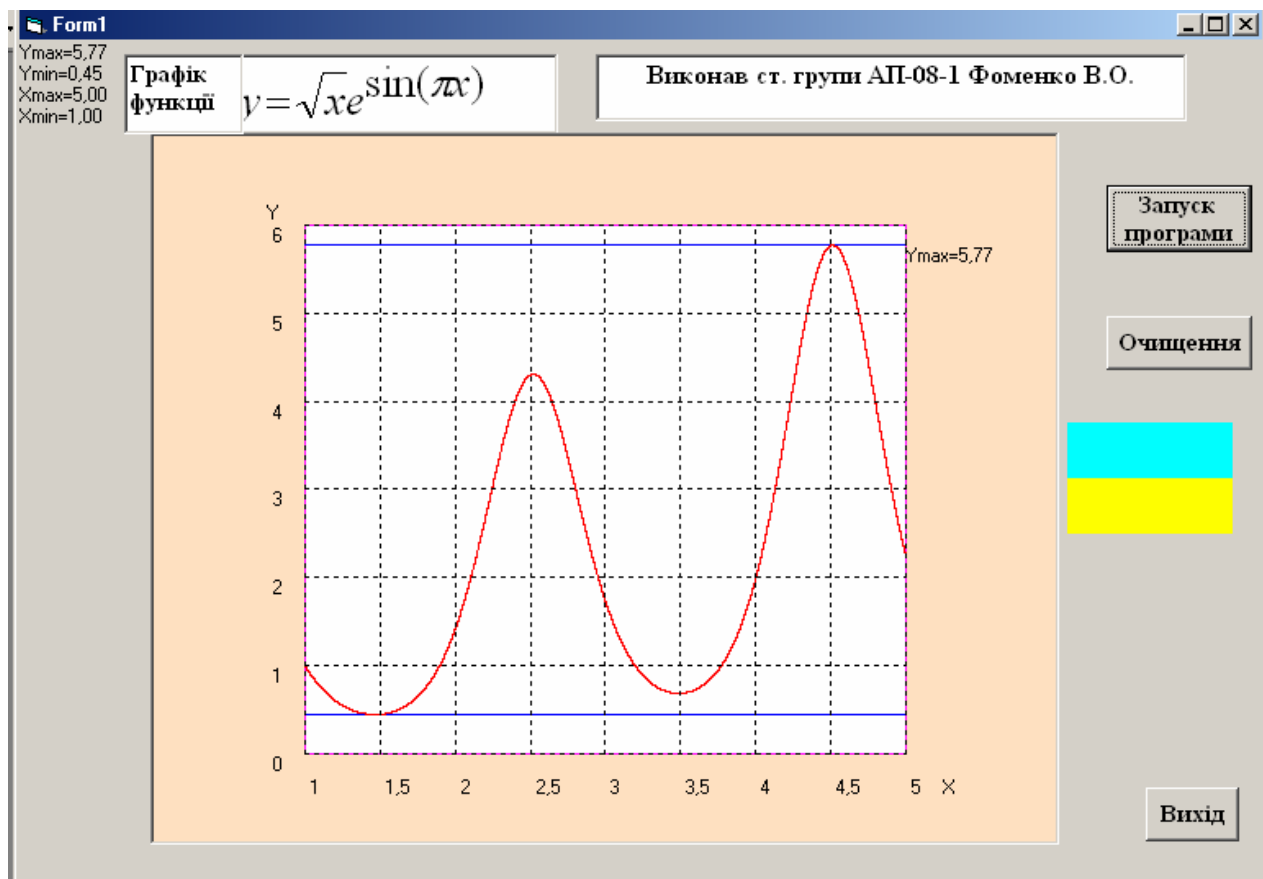 Form1
Ymax=5,77
Ymin=0,45
Xmax=5,00
Xmin=1,00
Графік
функції
y=√xe^sin(πx)
Виконав ст. групи АП-08-1 Фоменко В.О.
Y
6
Ymax=5,77
5
4
3
2
1
0
1 1,5 2 2,5 3 3,5 4 4,5 5 X
Запуск
програми
Очищення
Вихід